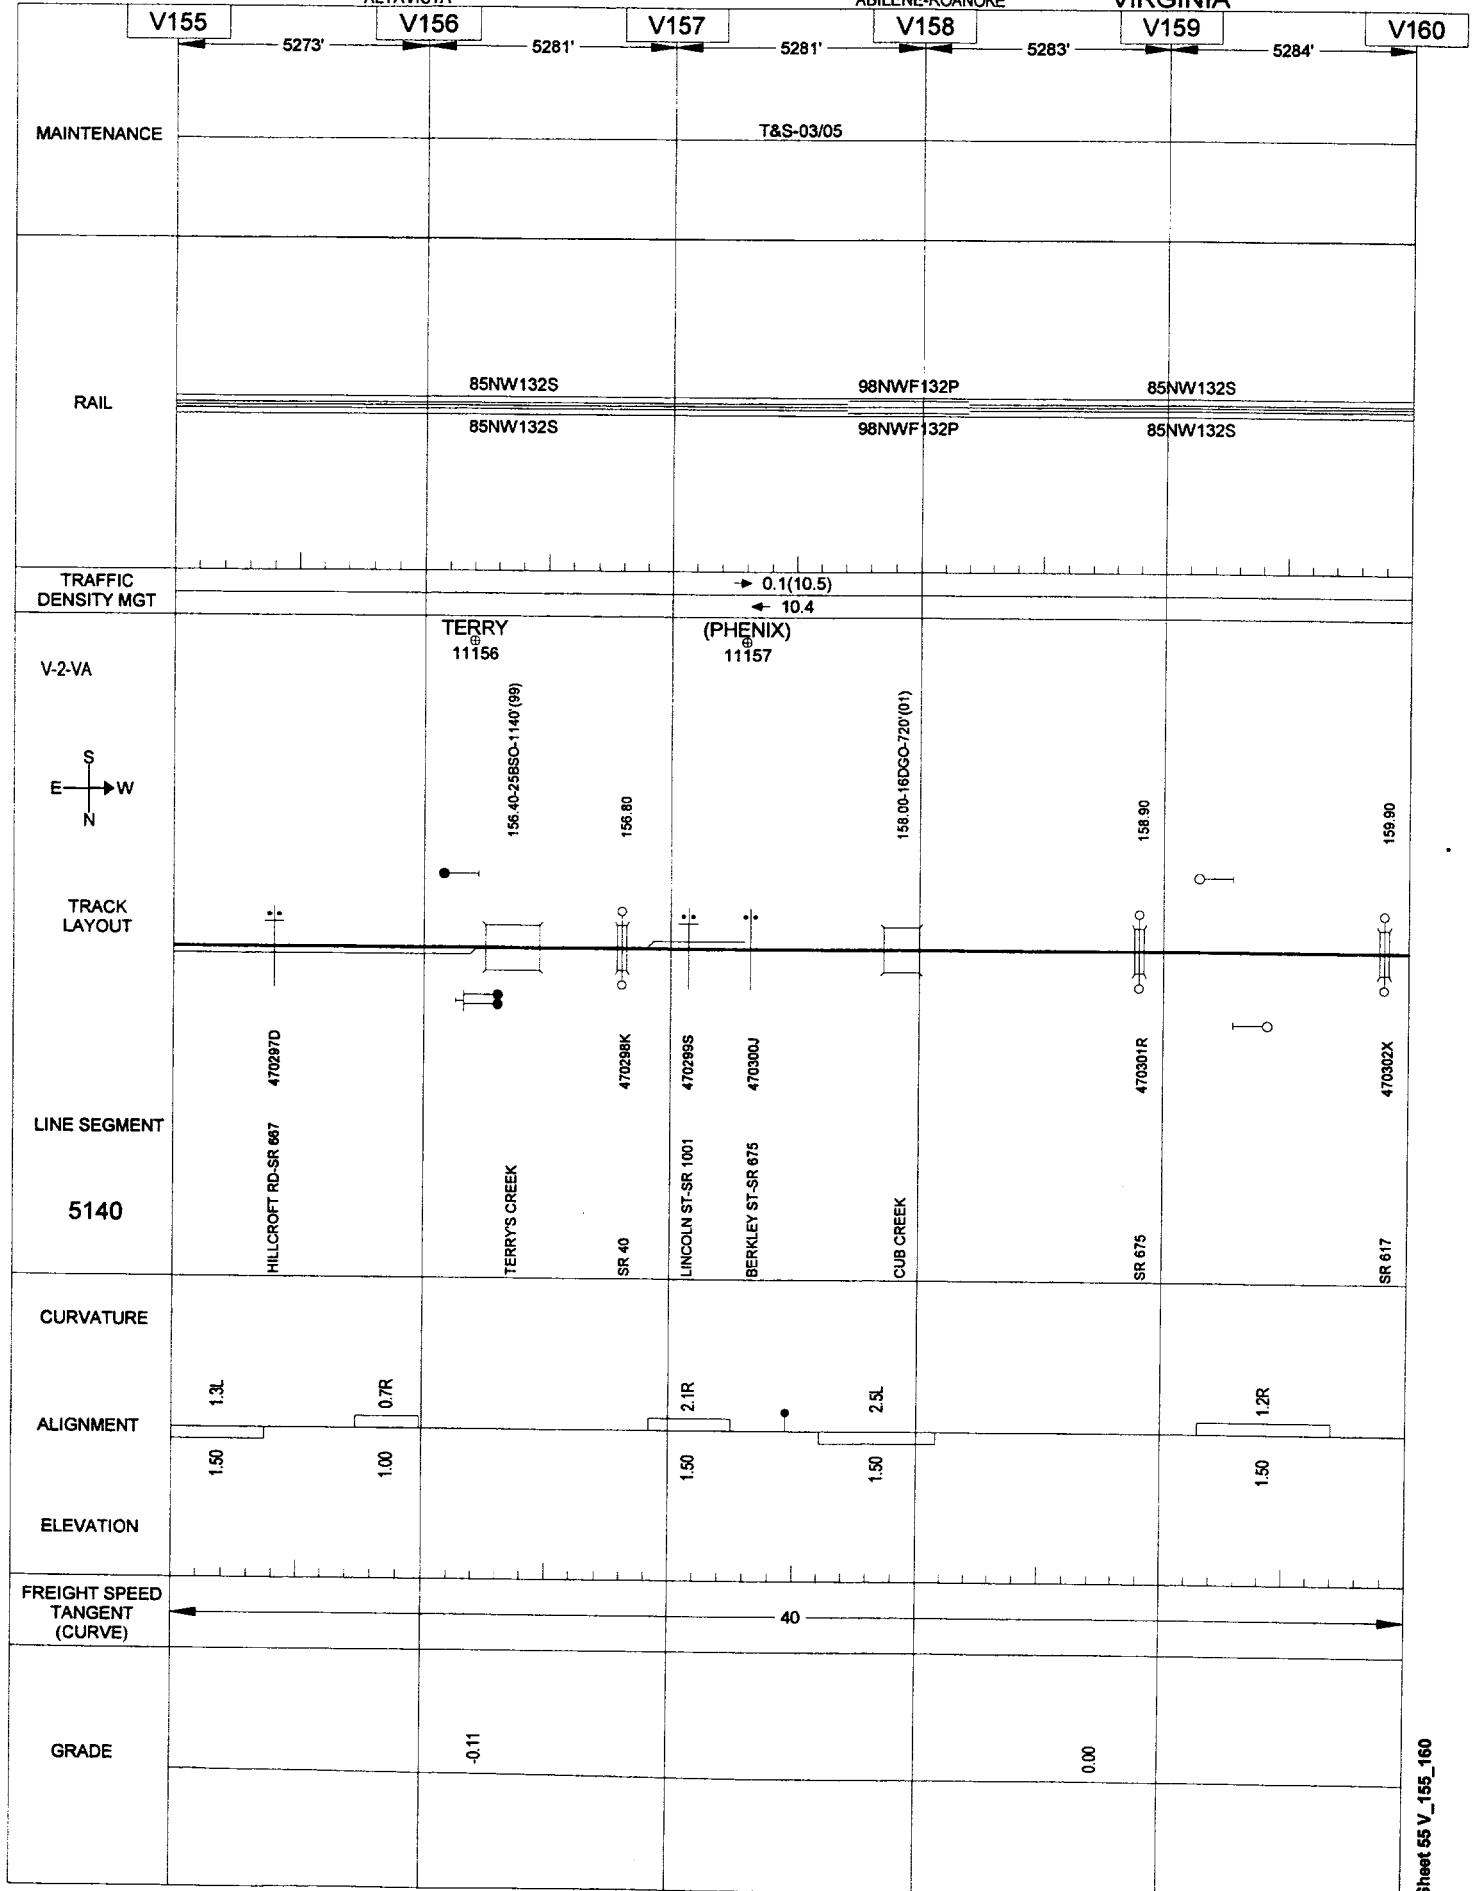 ALTAVISTA
ABILENE-ROANOKE
VIRGINIA
V155
V156
V157
V158
V159
V160
5273'
5281'
5281'
5283'
5284'
MAINTENANCE
T&S-03/05
RAIL
85NW132S
98NWF132P
85NW132S
85NW132S
98NWF132P
85NW132S
TRAFFIC
DENSITY MGT
→ 0.1(10.5)
← 10.4
V-2-VA
TERRY
11156
(PHENIX)
11157
156.40-25BSO-1140'(99)
156.80
158.00-16DGO-720'(01)
158.90
159.90
S
E
W
N
TRACK
LAYOUT
470297D
470298K
470299S
470300J
470301R
470302X
LINE SEGMENT
5140
HILLCROFT RD-SR 667
TERRY'S CREEK
SR 40
LINCOLN ST-SR 1001
BERKLEY ST-SR 675
CUB CREEK
SR 675
SR 617
CURVATURE
1.3L
0.7R
2.1R
2.5L
1.2R
ALIGNMENT
1.50
1.00
1.50
1.50
1.50
ELEVATION
FREIGHT SPEED
TANGENT
(CURVE)
40
GRADE
-0.11
0.00
Sheet 55 V_155_160